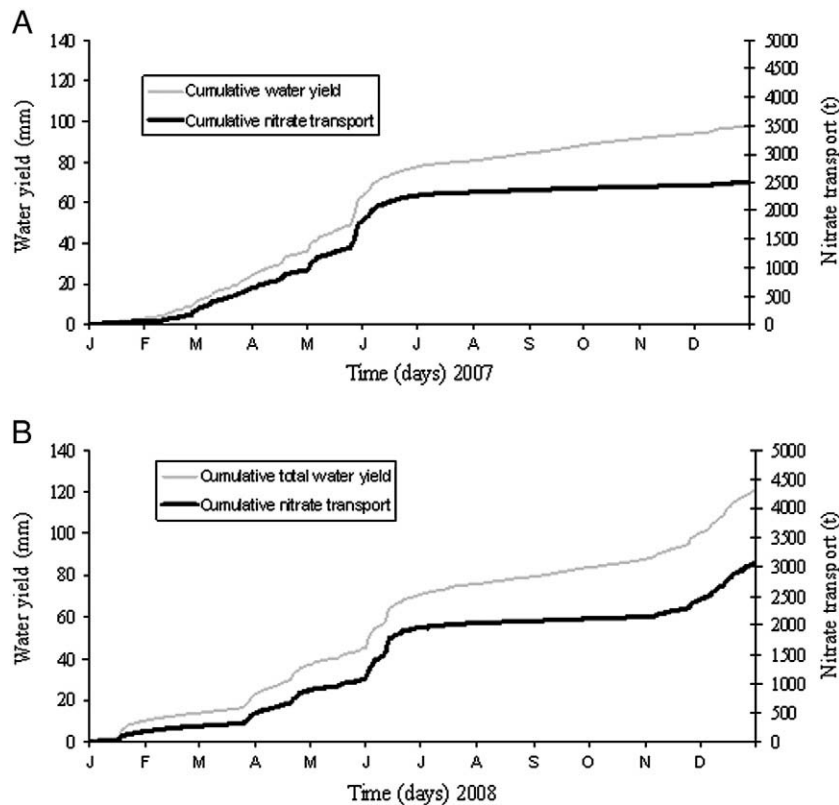 A
140
120
100
80
60
40
20
0
Water yield (mm)
Cumulative water yield
Cumulative nitrate transport
5000
4500
4000
3500
3000
2500
2000
1500
1000
500
0
Nitrate transport (t)
J F M A M J J A S O N D
Time (days) 2007
B
140
120
100
80
60
40
20
0
Water yield (mm)
Cumulative total water yield
Cumulative nitrate transport
5000
4500
4000
3500
3000
2500
2000
1500
1000
500
0
Nitrate transport (t)
J F M A M J J A S O N D
Time (days) 2008